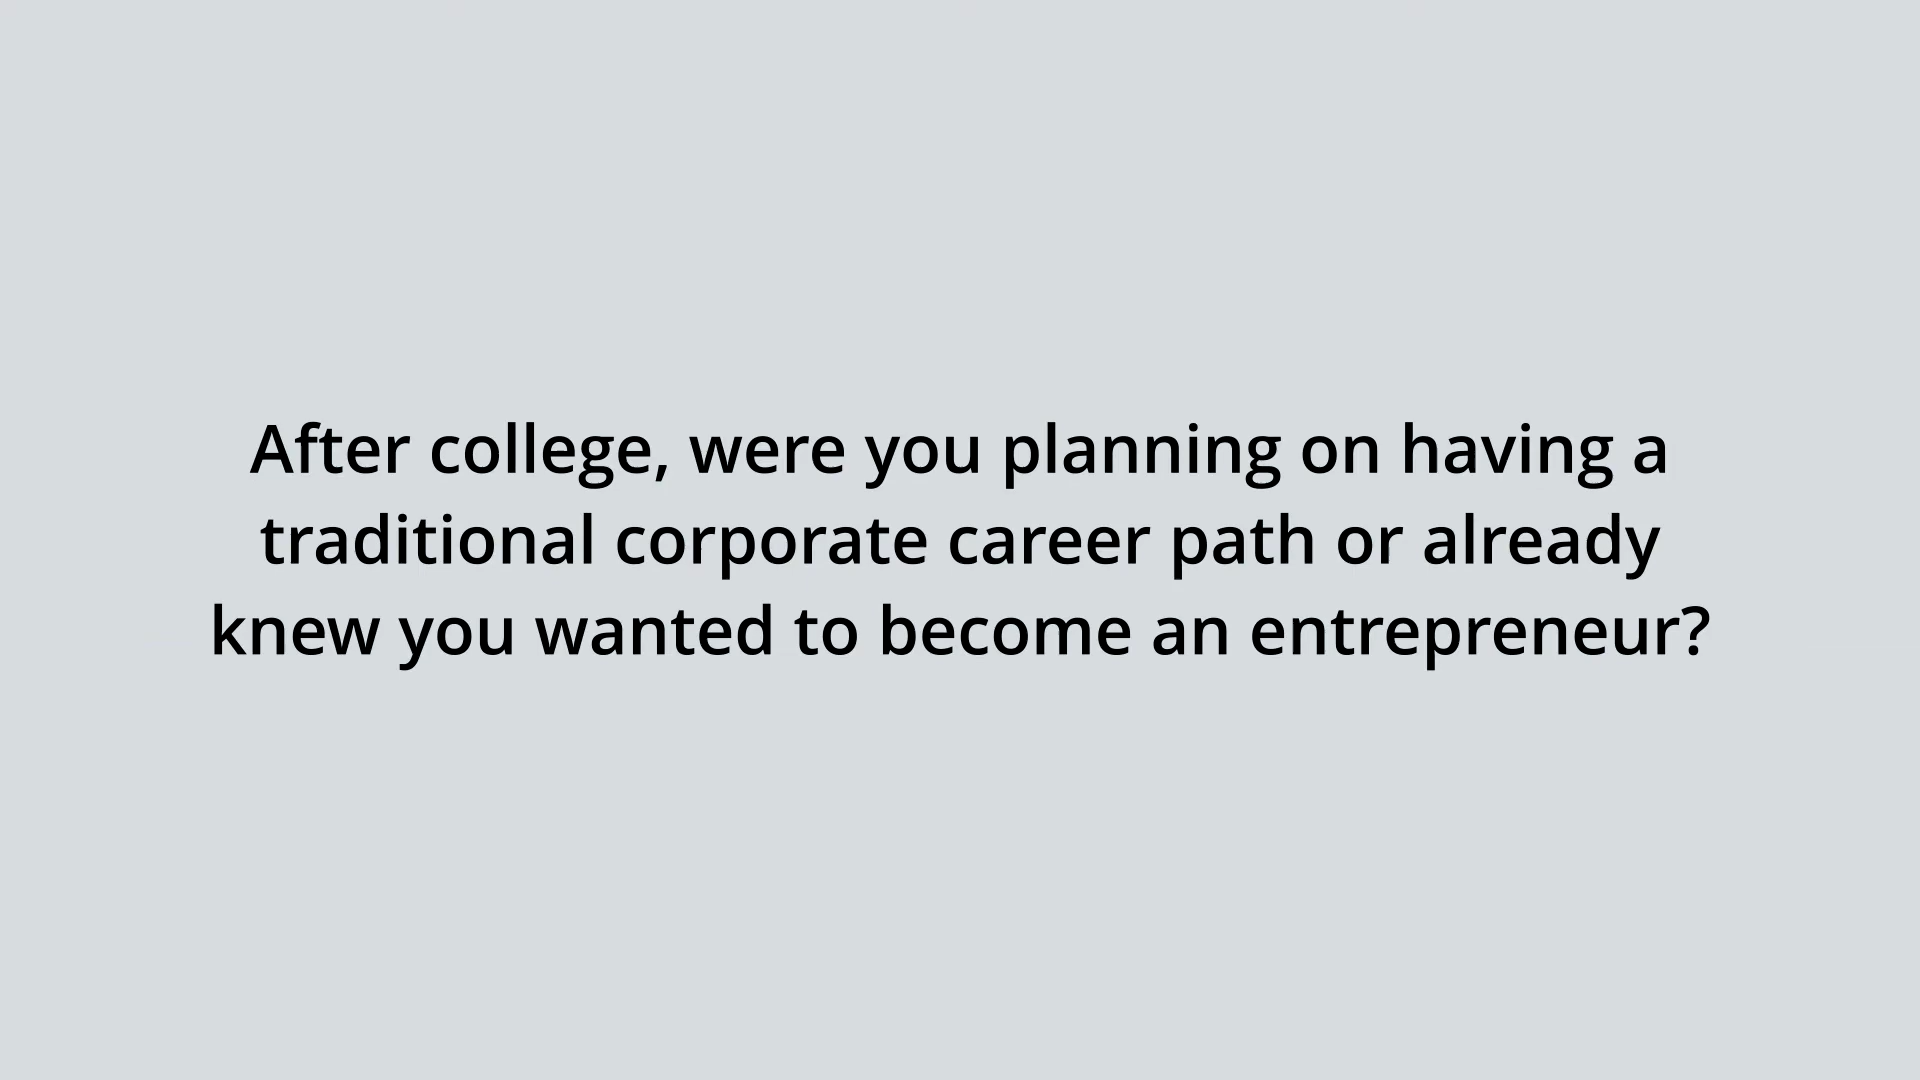 After college, were you planning on having a
traditional corporate career path or already
knew you wanted to become an entrepreneur?